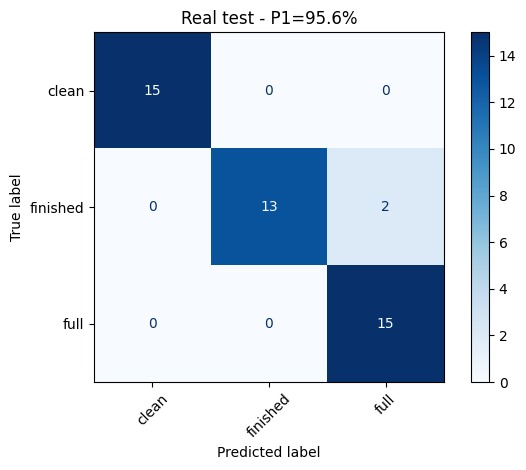 Real test - P1=95.6%
clean
finished
full
True label
15 0 0
0 13 2
0 0 15
clean
finished
full
Predicted label
14
12
10
8
6
4
2
0